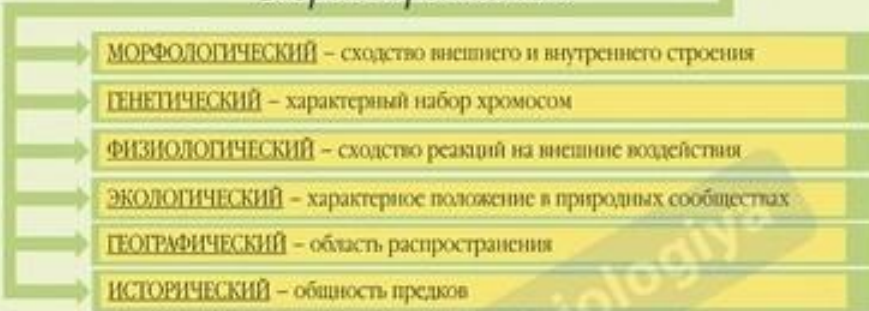 МОРФОЛОГИЧЕСКИЙ – сходство внешнего и внутреннего строения
ГЕНЕТИЧЕСКИЙ – характерный набор хромосом
ФИЗИОЛОГИЧЕСКИЙ – сходство реакций на внешние воздействия
ЭКОЛОГИЧЕСКИЙ – характерное положение в природных сообществах
ГЕОГРАФИЧЕСКИЙ – область распространения
ИСТОРИЧЕСКИЙ – общность предков